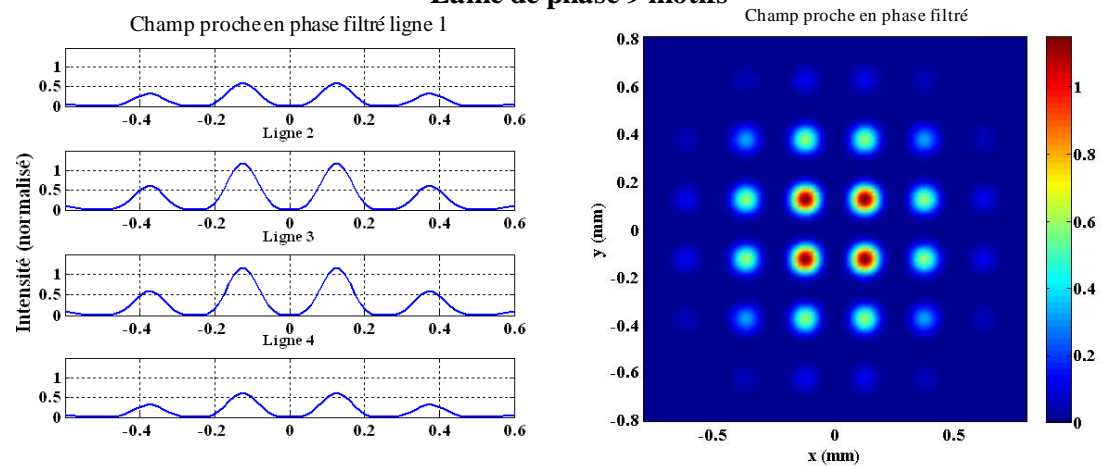 Lame de phase 9 motifs
Champ proche en phase filtré ligne 1
1
0.5
0
-0.4 -0.2 0 0.2 0.4 0.6
Ligne 2
1
0.5
0
-0.4 -0.2 0 0.2 0.4 0.6
Ligne 3
1
0.5
0
-0.4 -0.2 0 0.2 0.4 0.6
Ligne 4
1
0.5
0
-0.4 -0.2 0 0.2 0.4 0.6
Intensité (normalisé)
Champ proche en phase filtré
0.8
0.6
0.4
0.2
0
-0.2
-0.4
-0.6
-0.8
y (mm)
-0.5 0 0.5
x (mm)
1
0.8
0.6
0.4
0.2
0